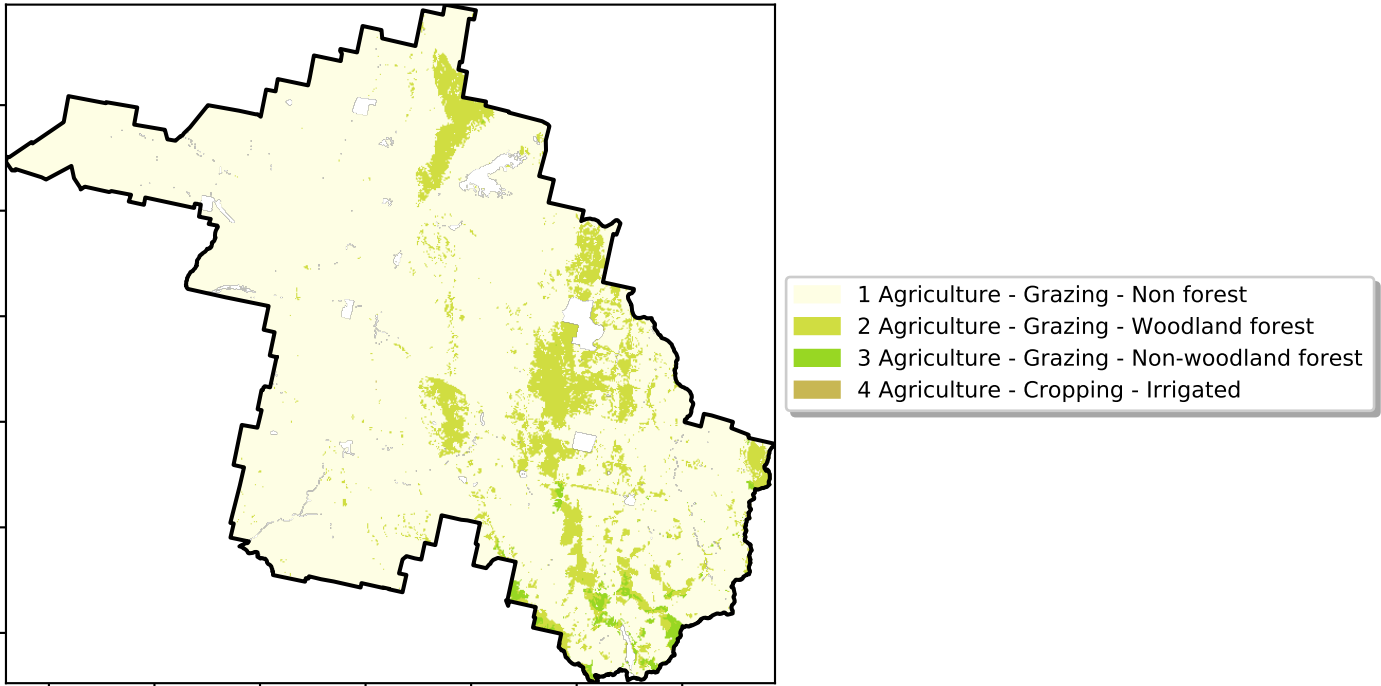 1 Agriculture - Grazing - Non forest
2 Agriculture - Grazing - Woodland forest
3 Agriculture - Grazing - Non-woodland forest
4 Agriculture - Cropping - Irrigated